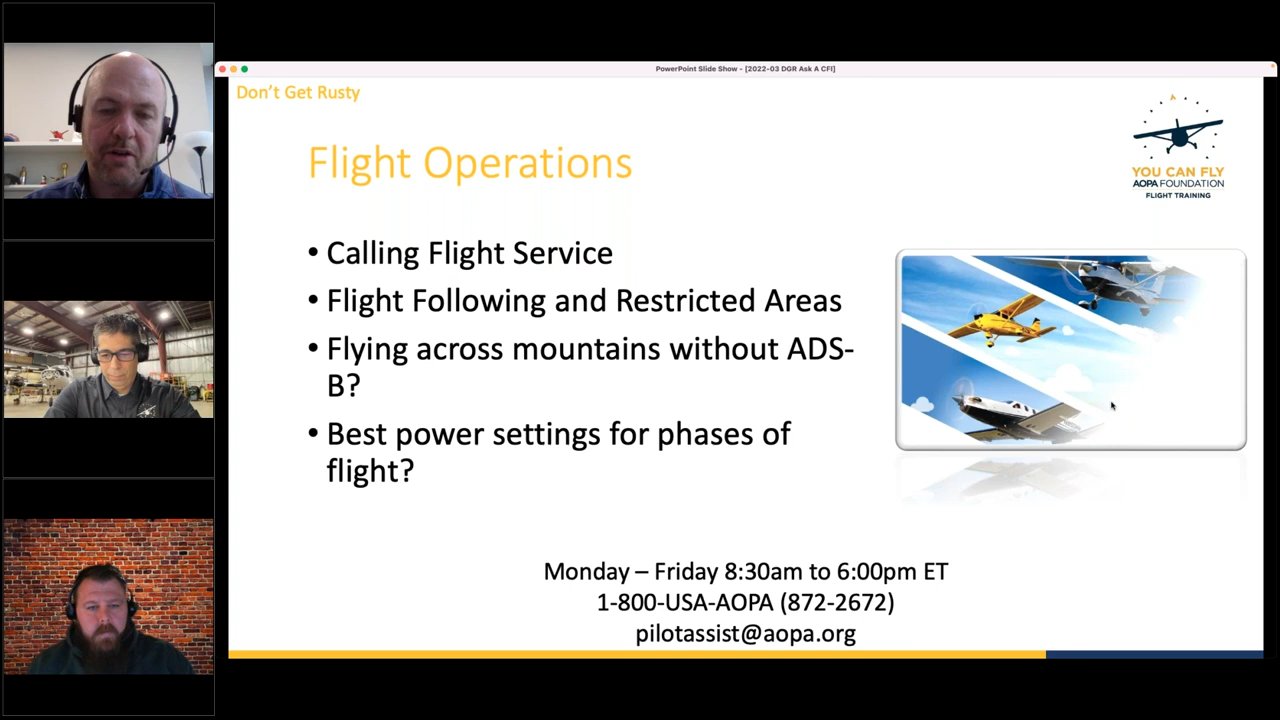 PowerPoint Slide Show - [2022-03 DGR Ask A CFI]
Don't Get Rusty
YOU CAN FLY
AOPA FOUNDATION
FLIGHT TRAINING
Flight Operations
• Calling Flight Service
• Flight Following and Restricted Areas
• Flying across mountains without ADS-
B?
• Best power settings for phases of
flight?
Monday – Friday 8:30am to 6:00pm ET
1-800-USA-AOPA (872-2672)
pilotassist@aopa.org